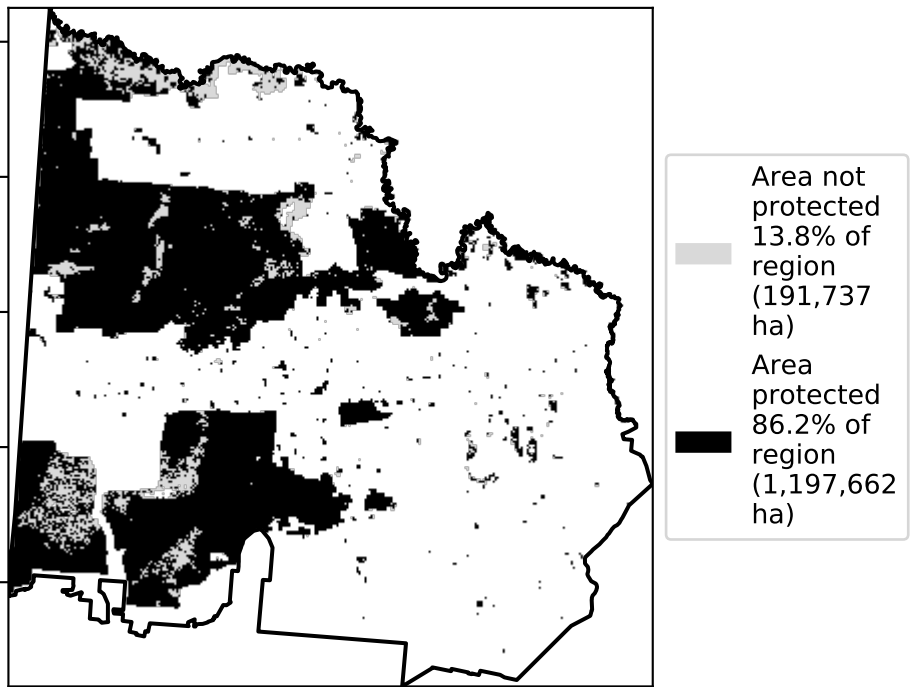 Area not
protected
13.8% of
region
(191,737
ha)
Area
protected
86.2% of
region
(1,197,662
ha)